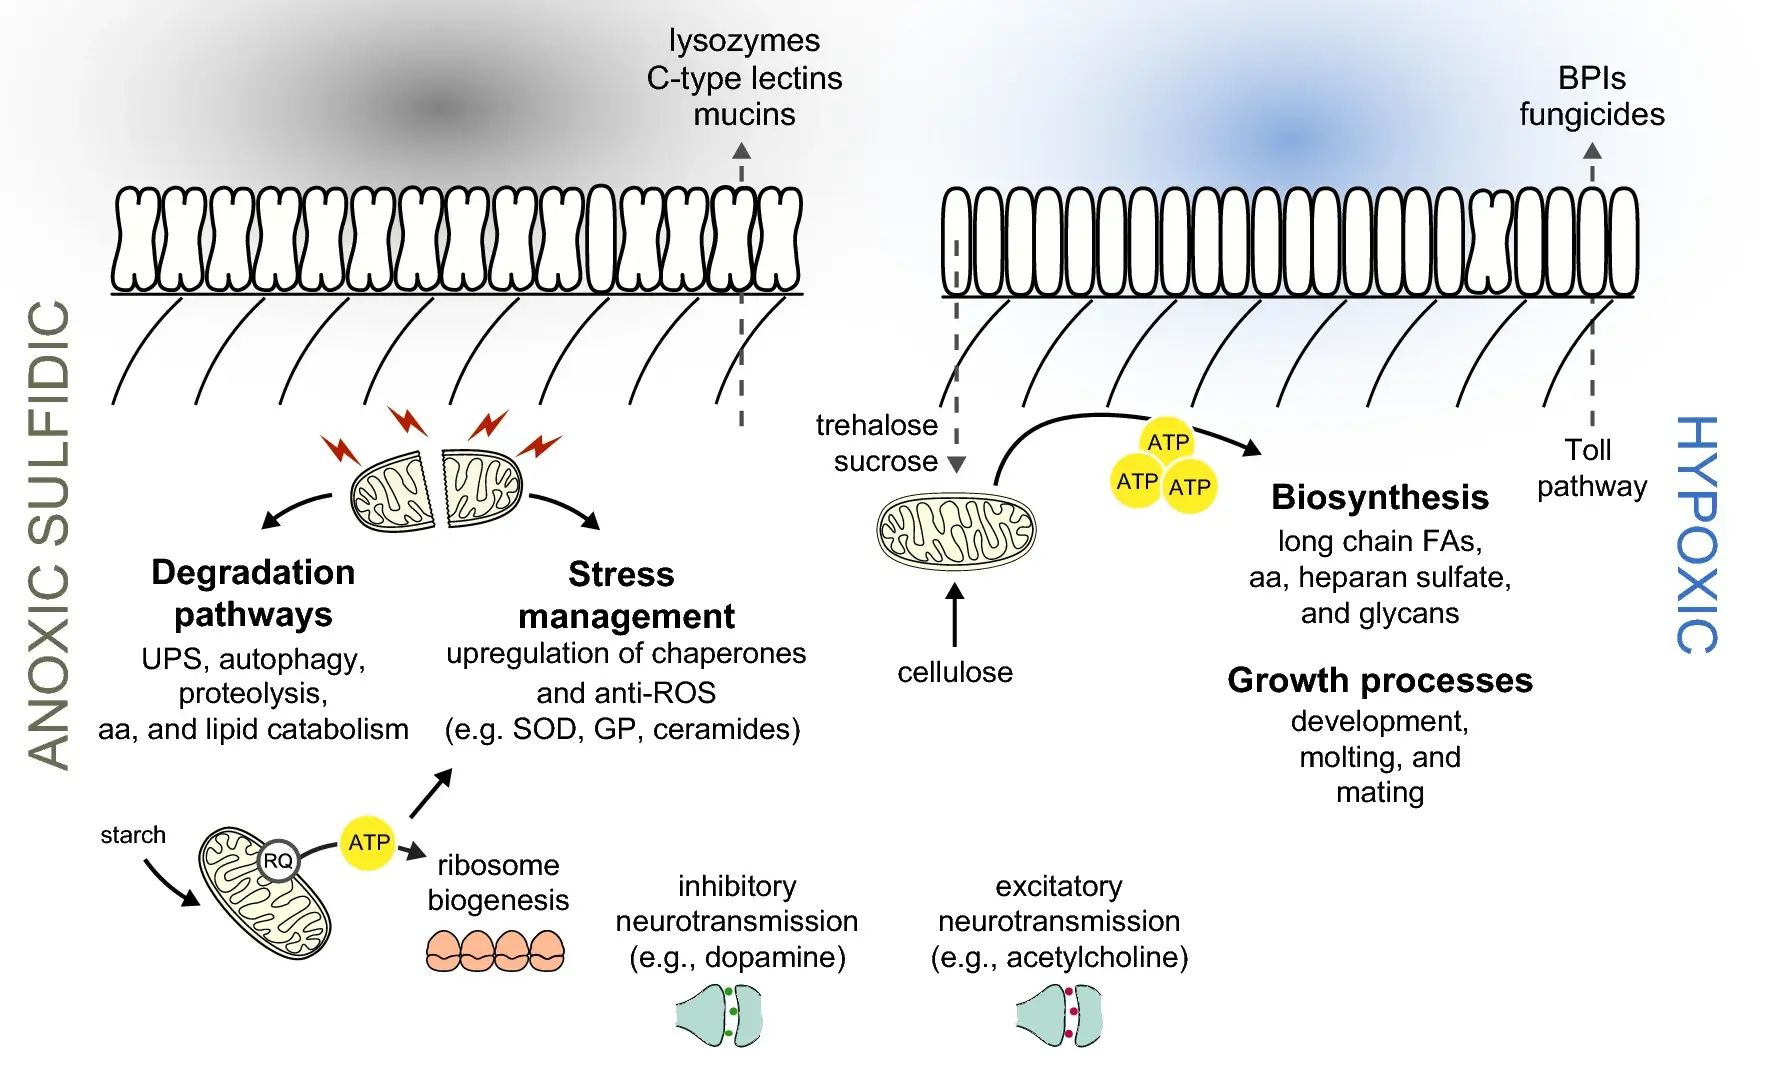 lysozymes
C-type lectins
mucins
BPIs
fungicides
ANOXIC SULFIDIC
Degradation
pathways
UPS, autophagy,
proteolysis,
aa, and lipid catabolism
Stress
management
upregulation of chaperones
and anti-ROS
(e.g. SOD, GP, ceramides)
starch
RQ
ATP
ribosome
biogenesis
inhibitory
neurotransmission
(e.g., dopamine)
trehalose
sucrose
cellulose
ATP
ATP
ATP
Biosynthesis
long chain FAs,
aa, heparan sulfate,
and glycans
Growth processes
development,
molting, and
mating
Toll
pathway
excitatory
neurotransmission
(e.g., acetylcholine)
HYPOXIC